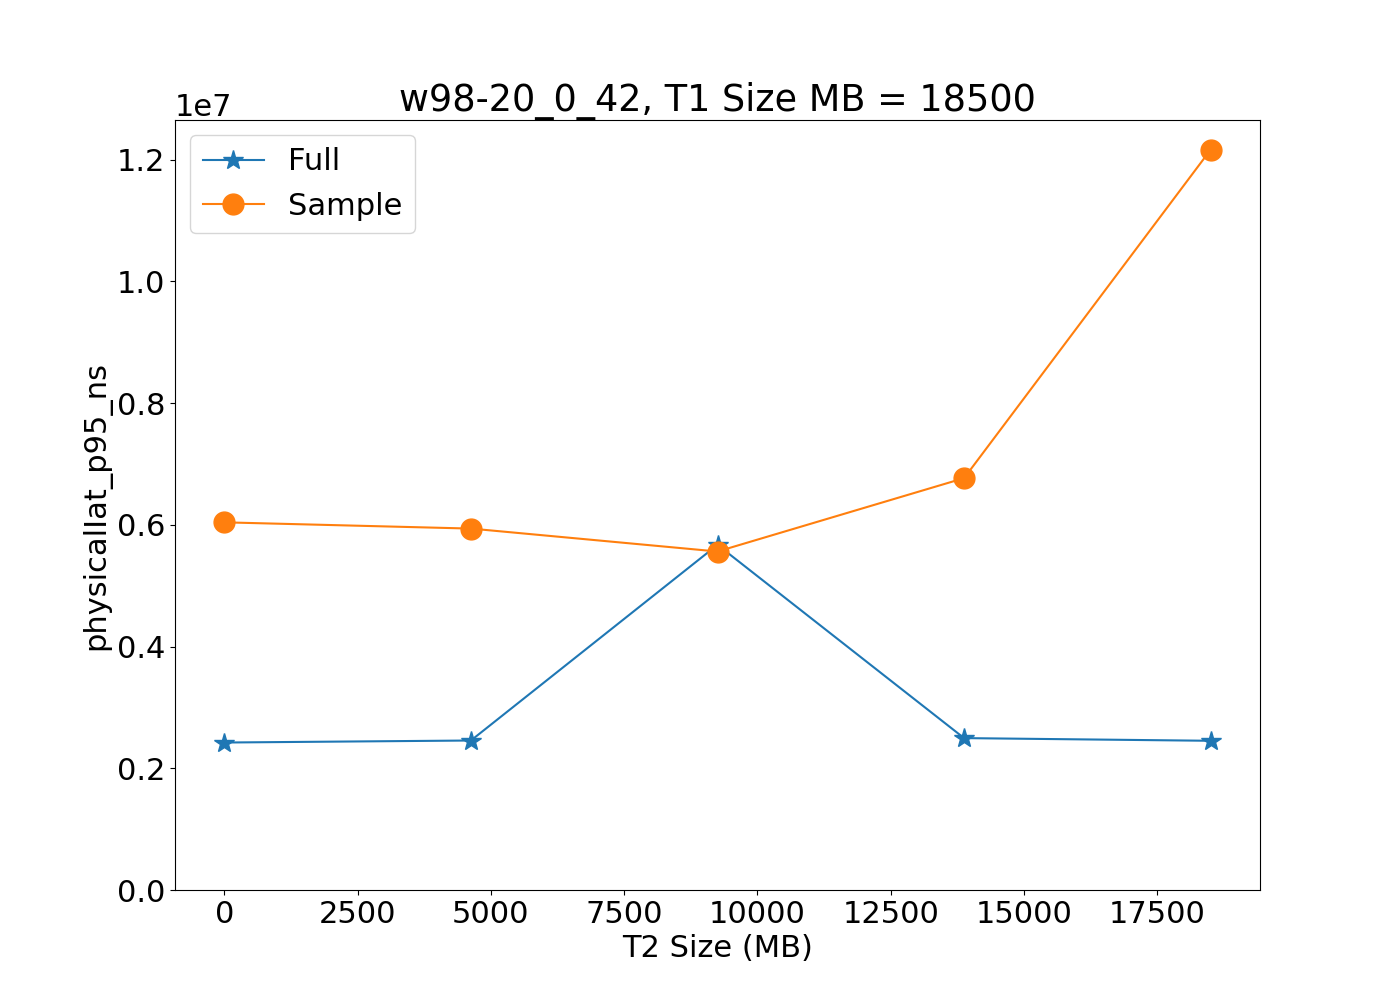 w98-20_0_42, T1 Size MB = 18500
1e7
Full
Sample
1.2
1.0
0.8
0.6
0.4
0.2
0.0
physicallat_p95_ns
0 2500 5000 7500 10000 12500 15000 17500
T2 Size (MB)